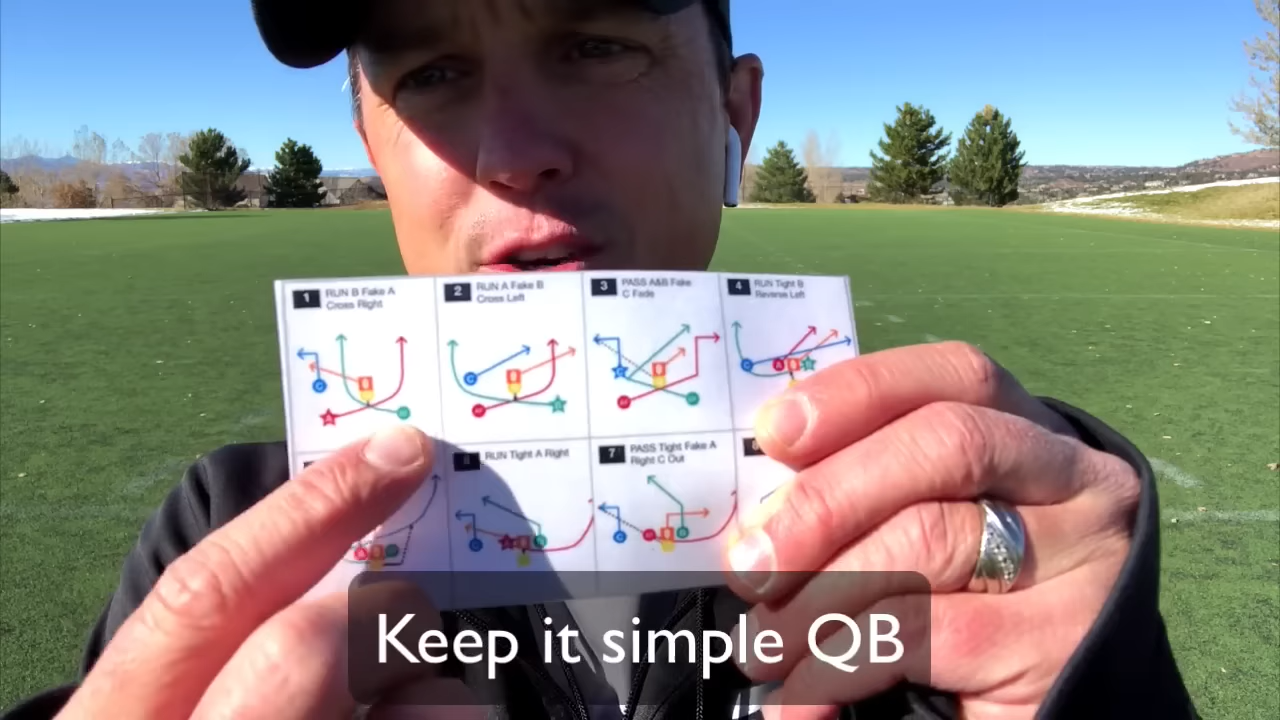 1 RUN B Fake A
Cross Right
2 RUN A Fake B
Cross Left
3 PASS A&B Fake
C Fade
4 RUN Tight B
Reverse Left
RUN Tight A Right
7 PASS Tight Fake A
Right C Out
Keep it simple QB